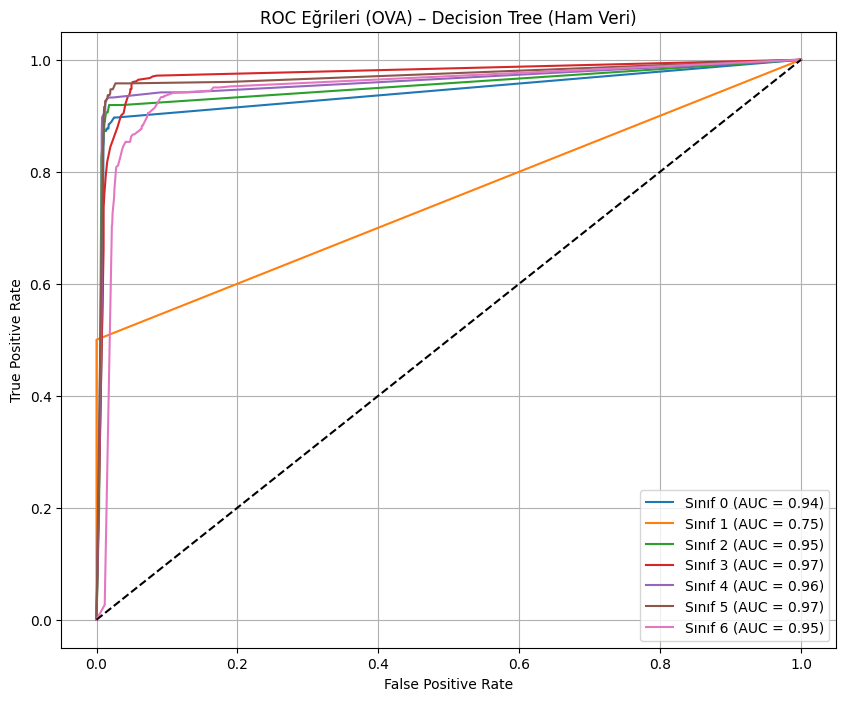 ROC Eğrileri (OVA) – Decision Tree (Ham Veri)
True Positive Rate
1.0
0.8
0.6
0.4
0.2
0.0
0.0 0.2 0.4 0.6 0.8 1.0
False Positive Rate
Sınıf 0 (AUC = 0.94)
Sınıf 1 (AUC = 0.75)
Sınıf 2 (AUC = 0.95)
Sınıf 3 (AUC = 0.97)
Sınıf 4 (AUC = 0.96)
Sınıf 5 (AUC = 0.97)
Sınıf 6 (AUC = 0.95)